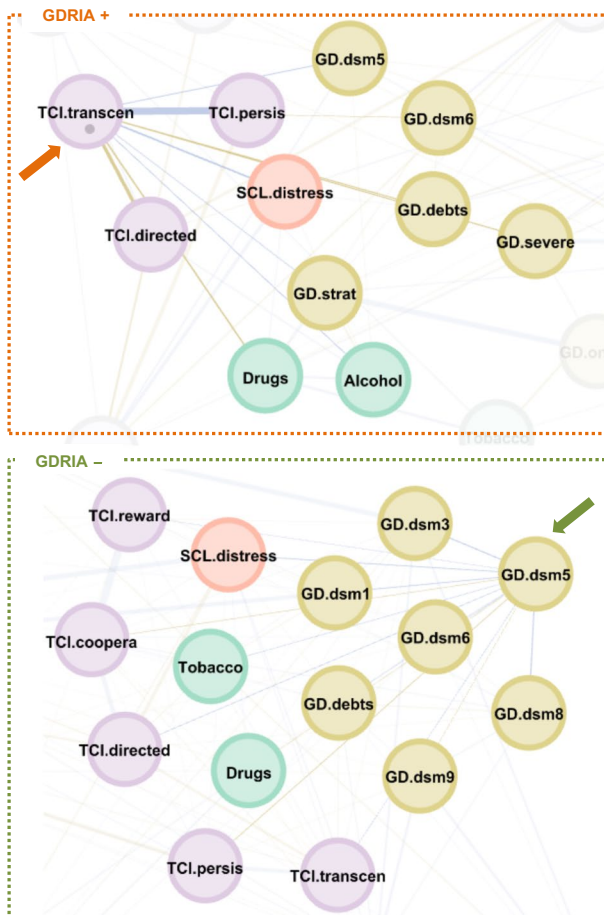 GDRIA +
GD.dsm5
TCI.transcen
TCI.persis
GD.dsm6
SCL.distress
GD.debts
TCI.directed
GD.severe
GD.strat
Drugs
Alcohol
Tobacco
GDRIA –
TCI.reward
GD.dsm3
SCL.distress
GD.dsm5
GD.dsm1
TCI.coopera
GD.dsm6
Tobacco
GD.debts
GD.dsm8
TCI.directed
Drugs
GD.dsm9
TCI.persis
TCI.transcen